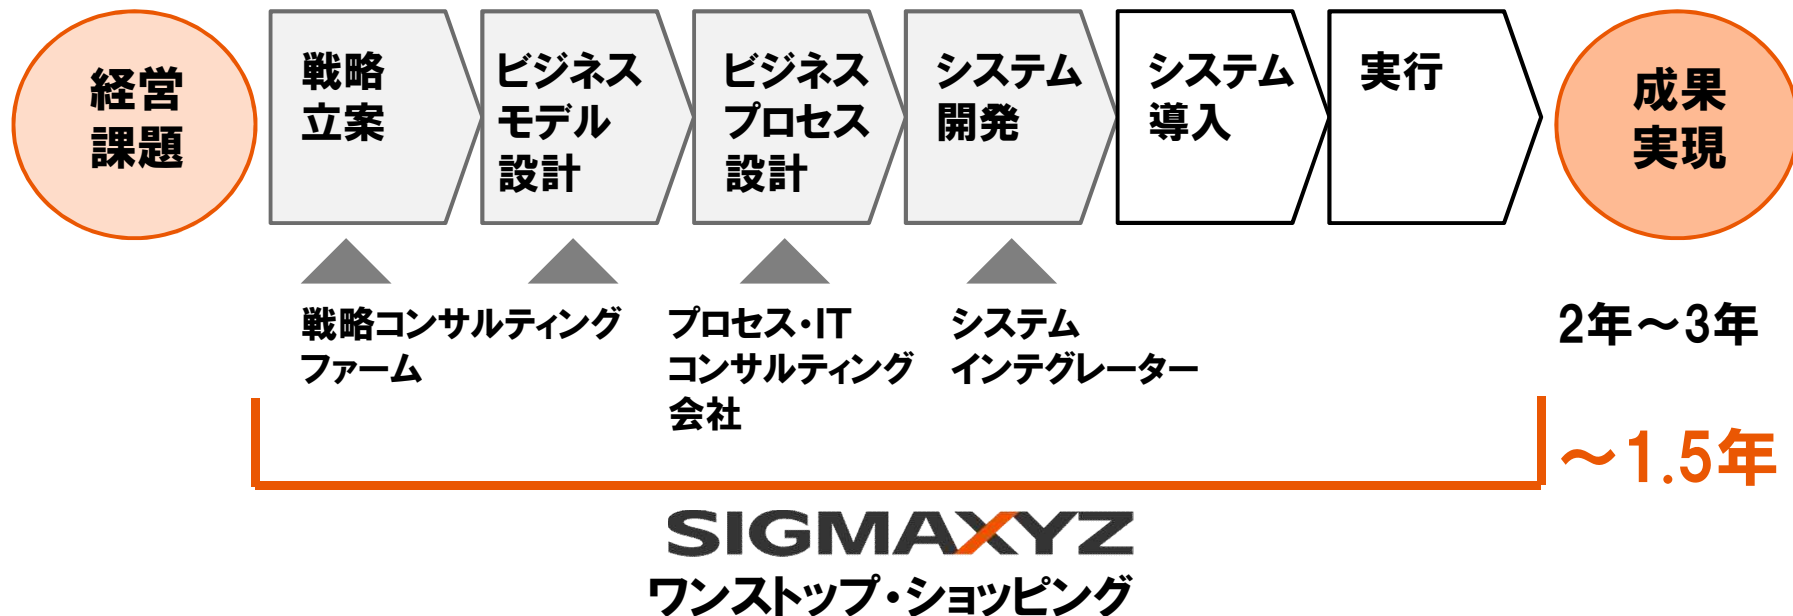 経営
課題
戦略
立案
ビジネス
モデル
設計
ビジネス
プロセス
設計
システム
開発
システム
導入
実行
成果
実現
戦略コンサルティング
ファーム
プロセス・IT
コンサルティング
会社
システム
インテグレーター
2年～3年
～1.5年
SIGMAXYZ
ワンストップ・ショッピング